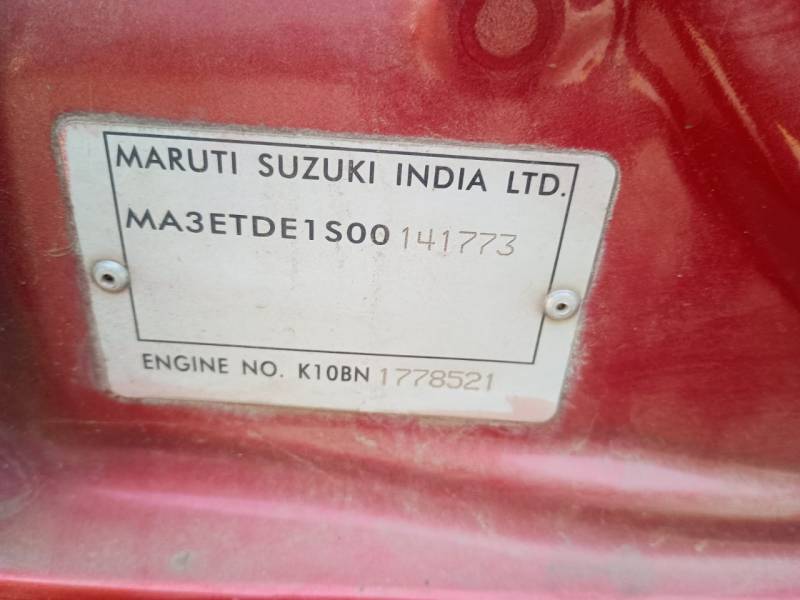 MARUTI SUZUKI INDIA LTD.
MA3ETDE1S00141773
ENGINE NO. K10BN1778521